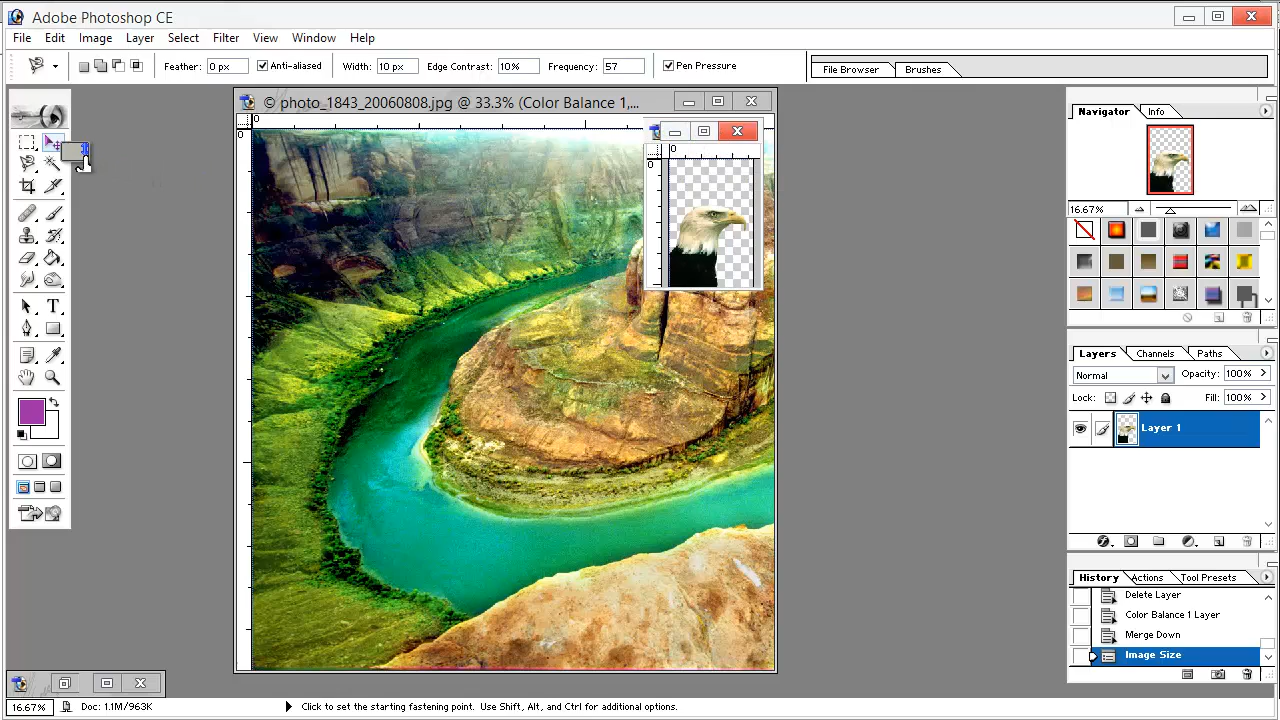 Adobe Photoshop CE
File Edit Image Layer Select Filter View Window Help
Feather: 0 px Anti-aliased Width: 10 px Edge Contrast: 10% Frequency: 57 Pen Pressure File Browser Brushes
© photo_1843_20060808.jpg @ 33.3% (Color Balance 1,...
0
0
0
0
Navigator Info
16.67%
Layers Channels Paths
Normal Opacity: 100%
Lock: Fill: 100%
Layer 1
History Actions Tool Presets
Delete Layer
Color Balance 1 Layer
Merge Down
Image Size
16.67% Doc: 1.1M/963K Click to set the starting fastening point. Use Shift, Alt, and Ctrl for additional options.